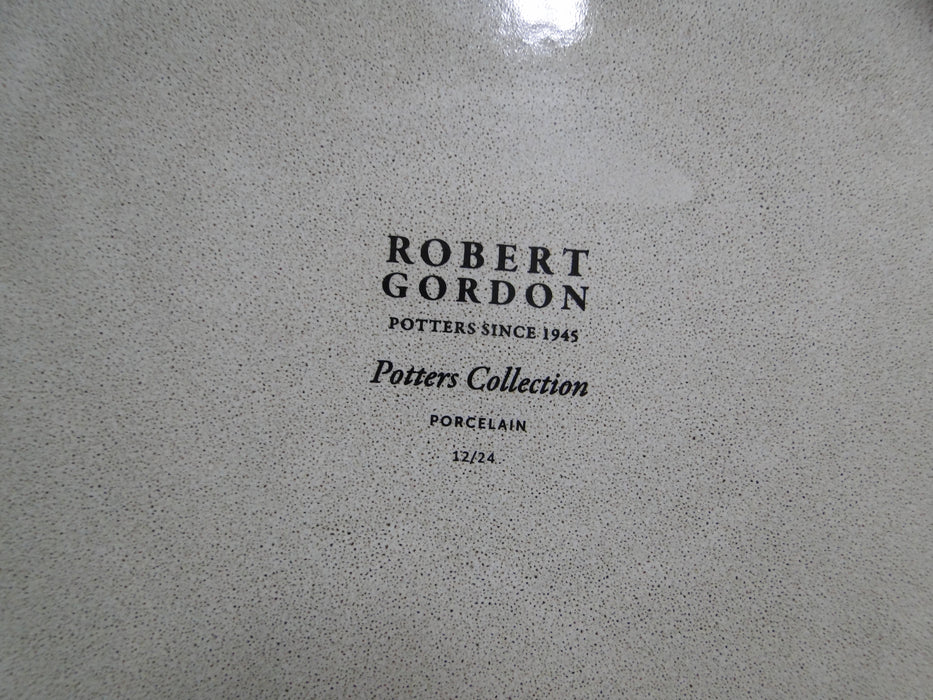 ROBERT
GORDON
POTTERS SINCE 1945
Potters Collection
PORCELAIN
12/24